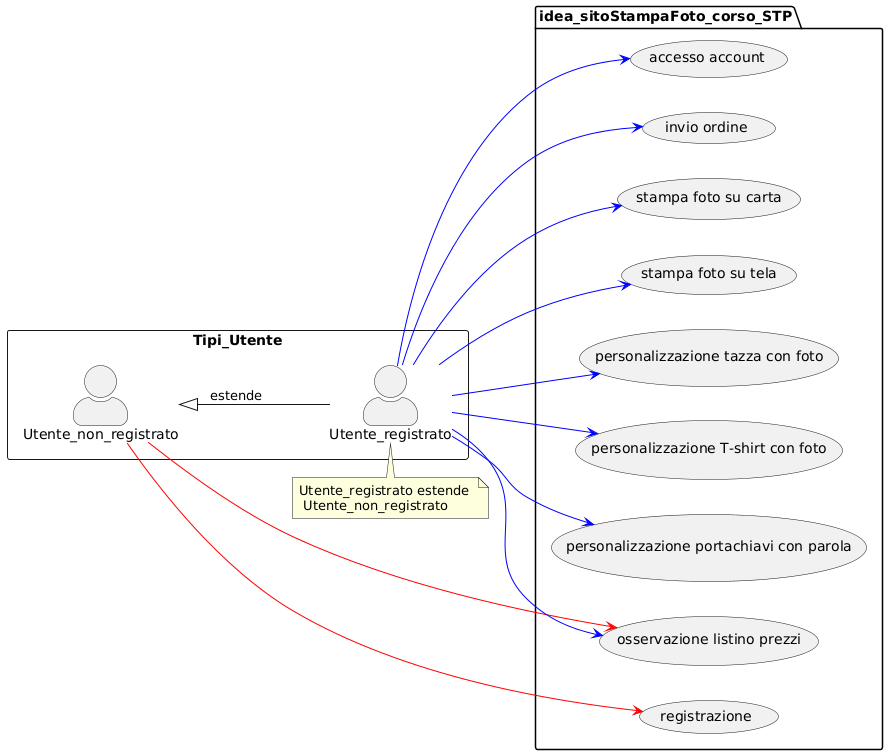 idea_sitoStampaFoto_corso_STP
accesso account
invio ordine
stampa foto su carta
stampa foto su tela
Tipi_Utente
personalizzazione tazza con foto
estende
Utente_non_registrato
Utente_registrato
personalizzazione T-shirt con foto
Utente_registrato estende
Utente_non_registrato
personalizzazione portachiavi con parola
osservazione listino prezzi
registrazione